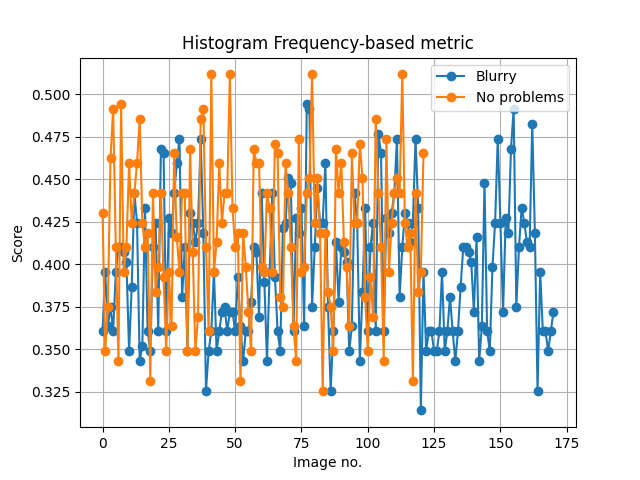 Histogram Frequency-based metric
Blurry
No problems
0.500
0.475
0.450
0.425
0.400
0.375
0.350
0.325
Score
0 25 50 75 100 125 150 175
Image no.